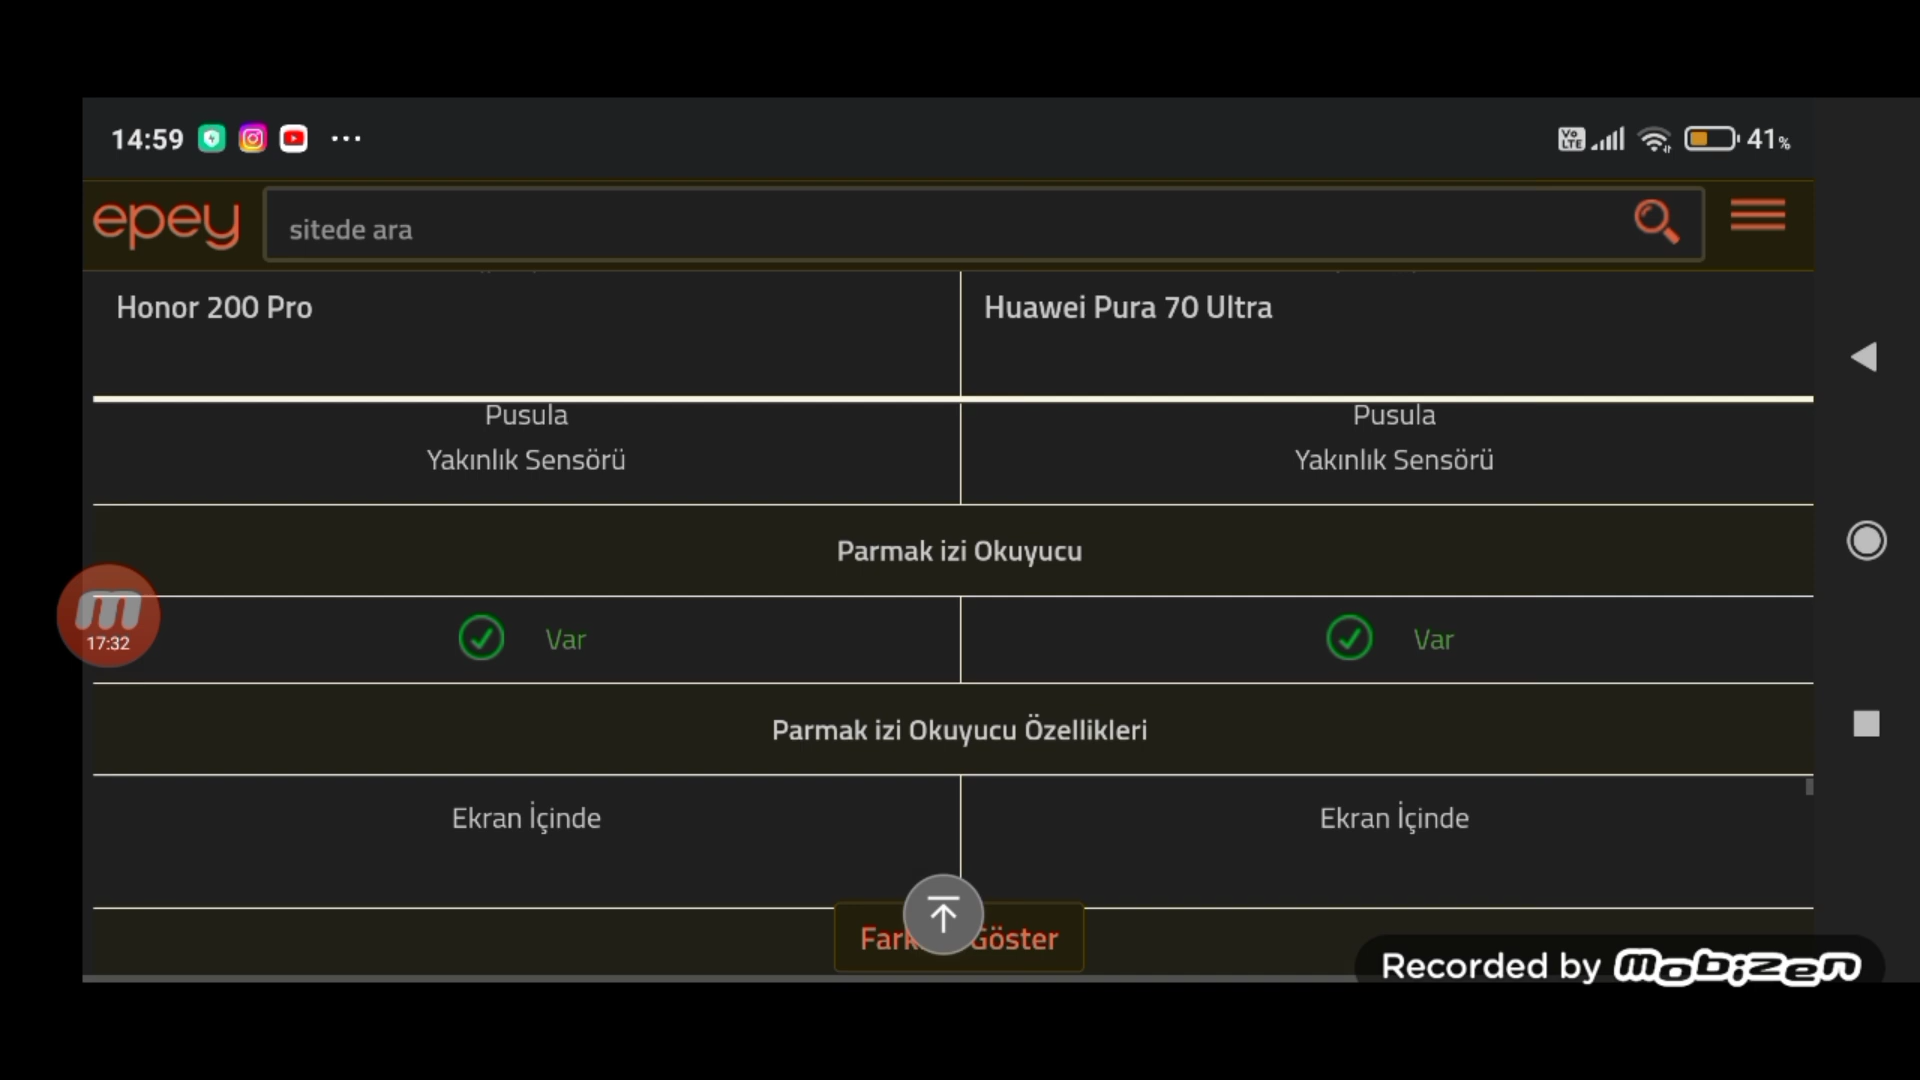 14:59
Vo LTE
41%
epey
sitede ara
Honor 200 Pro
Huawei Pura 70 Ultra
Pusula
Pusula
Yakınlık Sensörü
Yakınlık Sensörü
Parmak izi Okuyucu
Var
Var
17:32
Parmak izi Okuyucu Özellikleri
Ekran İçinde
Ekran İçinde
Göster
Recorded by mobizen